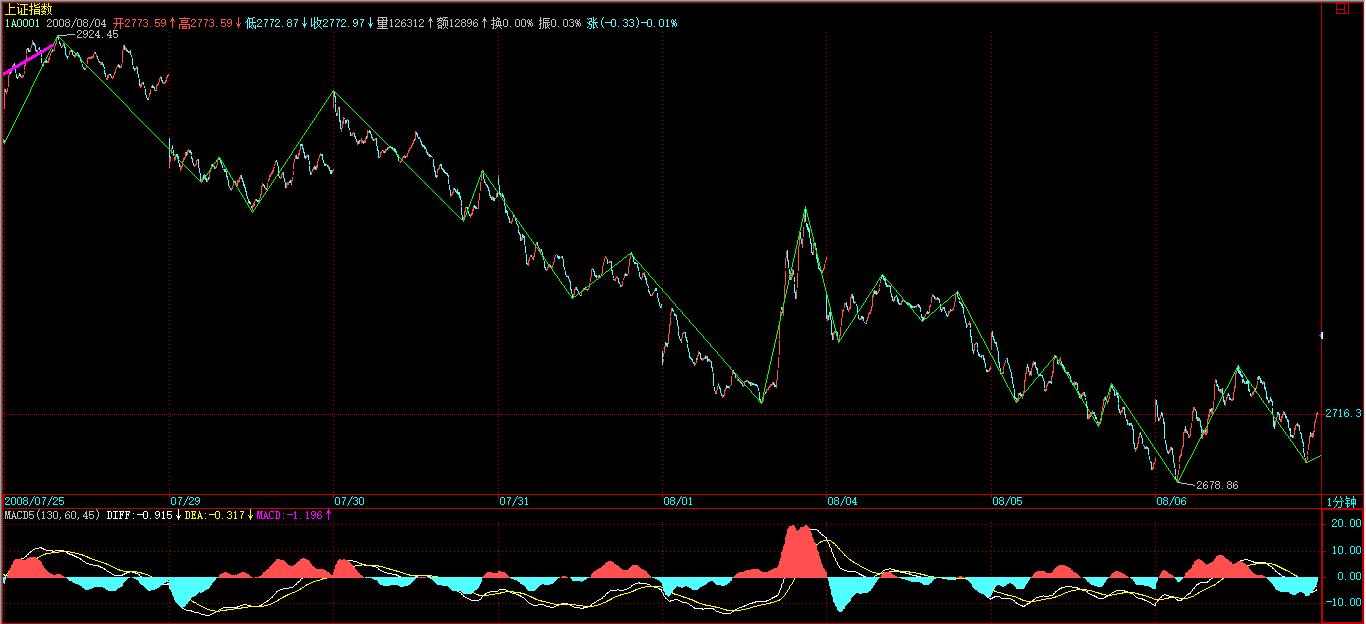 上证指数
1A0001 2008/08/04 开2773.59↑高2773.59↓低2772.87↓收2772.97↓量126312↑额12896↑换0.00% 振0.03% 涨(-0.33)-0.01%
2924.45
2716.3
2678.86
2008/07/25 07/29 07/30 07/31 08/01 08/04 08/05 08/06 1分钟
MACD5(130,60,45) DIFF:-0.915↓DEA:-0.317↓MACD:-1.196↑
20.00
10.00
0.00
-10.00